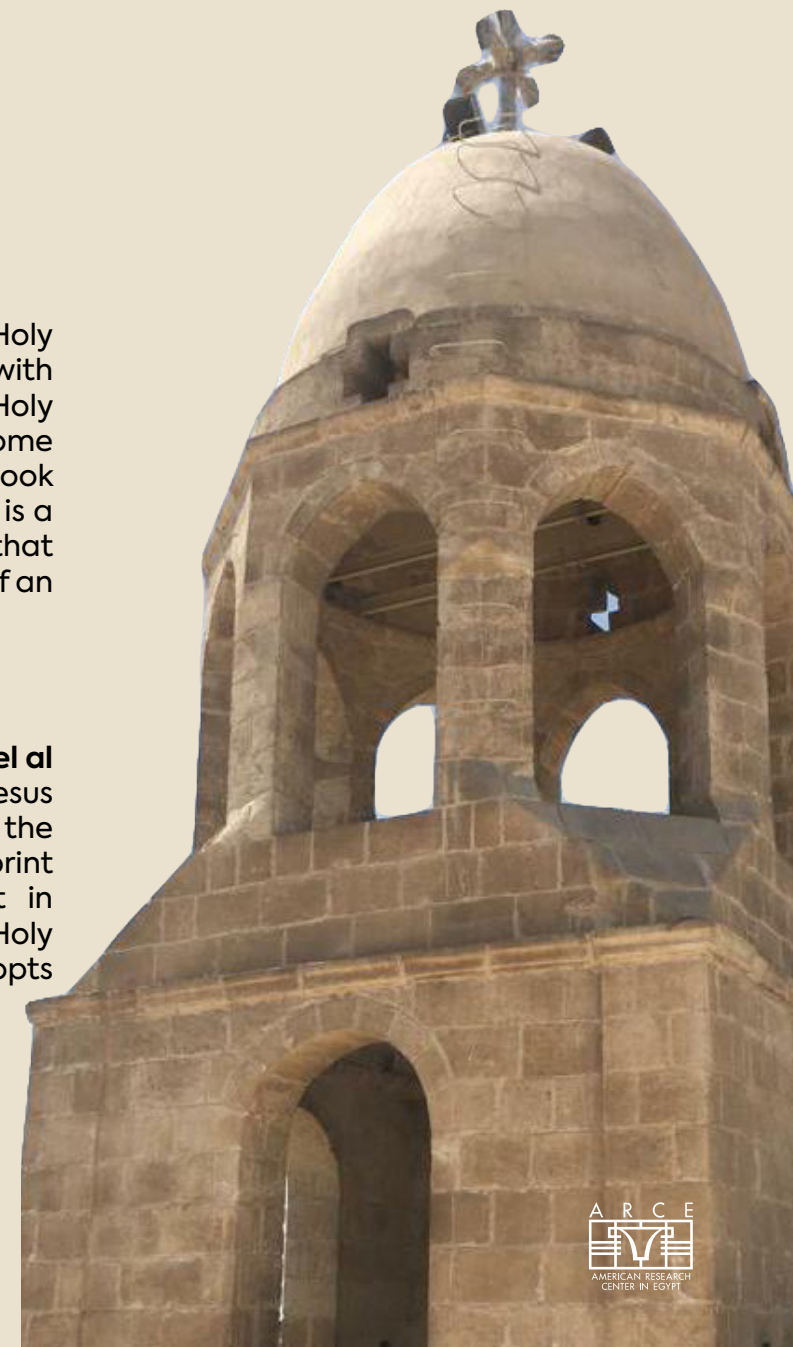 Holy
with
Holy
ome
ook
is a
that
f an
el al
esus
the
print
t in
Holy
opts
A R C E
AMERICAN RESEARCH
CENTER IN EGYPT